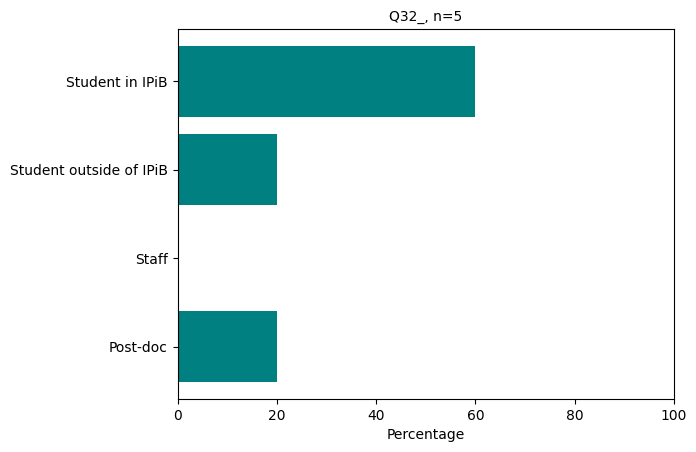 Q32_, n=5
Student in IPiB
Student outside of IPiB
Staff
Post-doc
0 20 40 60 80 100
Percentage